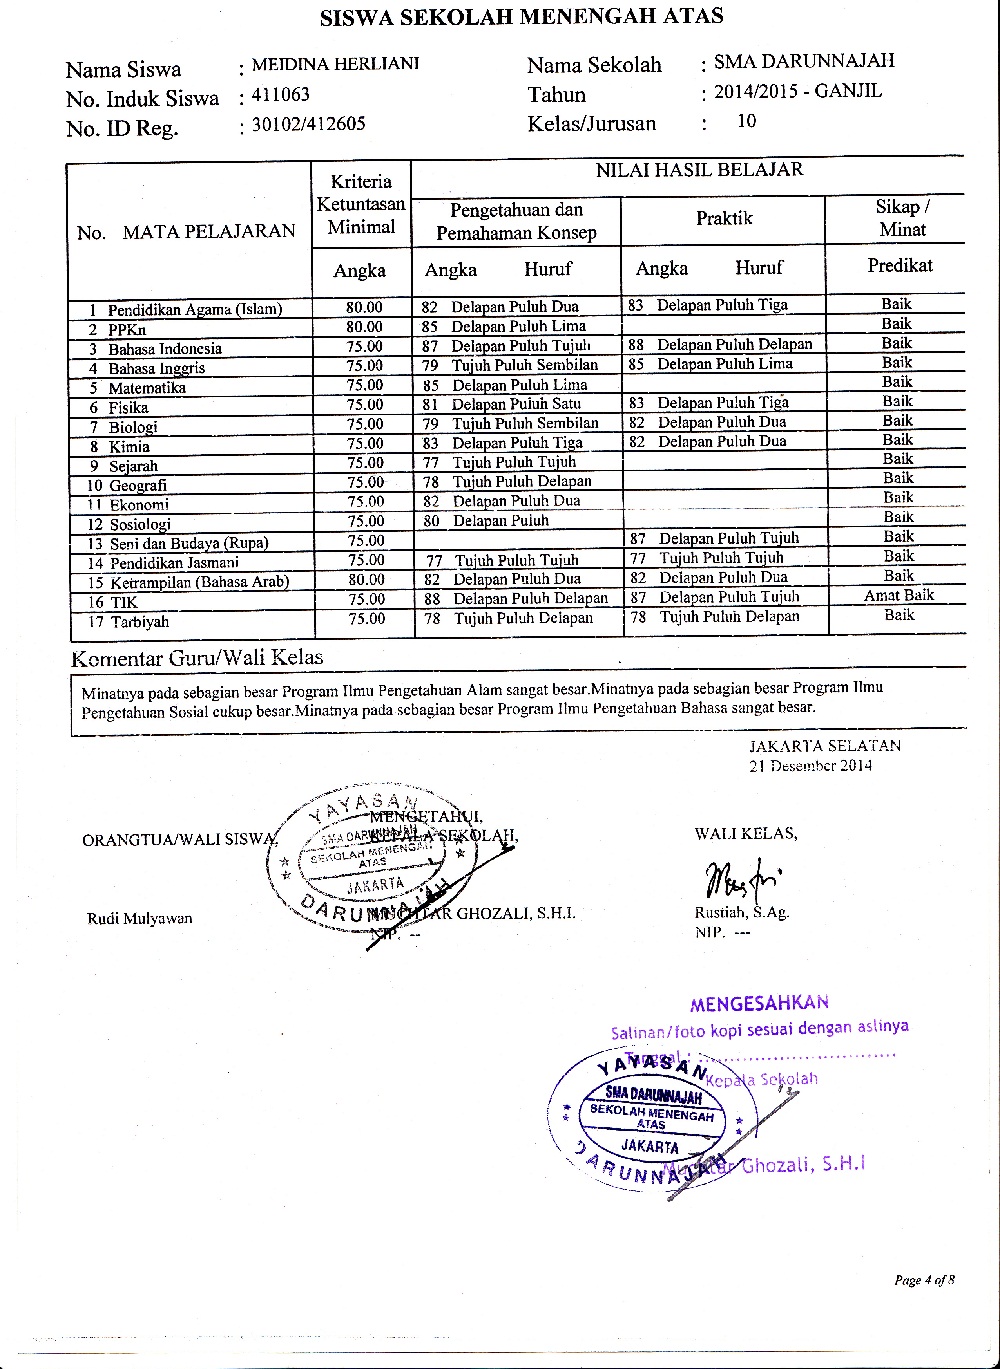 SISWA SEKOLAH MENENGAH ATAS
Nama Siswa : MEIDINA HERLIANI Nama Sekolah : SMA DARUNNAJAH
No. Induk Siswa : 411063 Tahun : 2014/2015 - GANJIL
No. ID Reg. : 30102/412605 Kelas/Jurusan : 10
No. MATA PELAJARAN Kriteria Ketuntasan Minimal NILAI HASIL BELAJAR
Pengetahuan dan Pemahaman Konsep Praktik Sikap / Minat
Angka Angka Huruf Angka Huruf Predikat
1 Pendidikan Agama (Islam) 80.00 82 Delapan Puluh Dua 83 Delapan Puluh Tiga Baik
2 PPKn 80.00 85 Delapan Puluh Lima Baik
3 Bahasa Indonesia 75.00 87 Delapan Puluh Tujuh 88 Delapan Puluh Delapan Baik
4 Bahasa Inggris 75.00 79 Tujuh Puluh Sembilan 85 Delapan Puluh Lima Baik
5 Matematika 75.00 85 Delapan Puluh Lima Baik
6 Fisika 75.00 81 Delapan Puluh Satu 83 Delapan Puluh Tiga Baik
7 Biologi 75.00 79 Tujuh Puluh Sembilan 82 Delapan Puluh Dua Baik
8 Kimia 75.00 83 Delapan Puluh Tiga 82 Delapan Puluh Dua Baik
9 Sejarah 75.00 77 Tujuh Puluh Tujuh Baik
10 Geografi 75.00 78 Tujuh Puluh Delapan Baik
11 Ekonomi 75.00 82 Delapan Puluh Dua Baik
12 Sosiologi 75.00 80 Delapan Puluh Baik
13 Seni dan Budaya (Rupa) 75.00 87 Delapan Puluh Tujuh Baik
14 Pendidikan Jasmani 75.00 77 Tujuh Puluh Tujuh 77 Tujuh Puluh Tujuh Baik
15 Ketrampilan (Bahasa Arab) 80.00 82 Delapan Puluh Dua 82 Delapan Puluh Dua Baik
16 TIK 75.00 88 Delapan Puluh Delapan 87 Delapan Puluh Tujuh Amat Baik
17 Tarbiyah 75.00 78 Tujuh Puluh Delapan 78 Tujuh Puluh Delapan Baik
Komentar Guru/Wali Kelas
Minatnya pada sebagian besar Program Ilmu Pengetahuan Alam sangat besar.Minatnya pada sebagian besar Program Ilmu
Pengetahuan Sosial cukup besar.Minatnya pada sebagian besar Program Ilmu Pengetahuan Bahasa sangat besar.
JAKARTA SELATAN
21 Desember 2014
MENGETAHUI,
ORANGTUA/WALI SISWA, KEPALA SEKOLAH, WALI KELAS,
YAYASAN
SMA DARUNNAJAH
SEKOLAH MENENGAH
ATAS
JAKARTA
DARUNNAJAH
Rudi Mulyawan MUCHTAR GHOZALI, S.H.I. Rustiah, S.Ag.
NIP. -- NIP. ---
MENGESAHKAN
Salinan/foto kopi sesuai dengan aslinya
Tanggal : ..............................
Kepala Sekolah
YAYASAN
SMA DARUNNAJAH
SEKOLAH MENENGAH
ATAS
JAKARTA
DARUNNAJAH
Muchtar Ghozali, S.H.I
Page 4 of 8